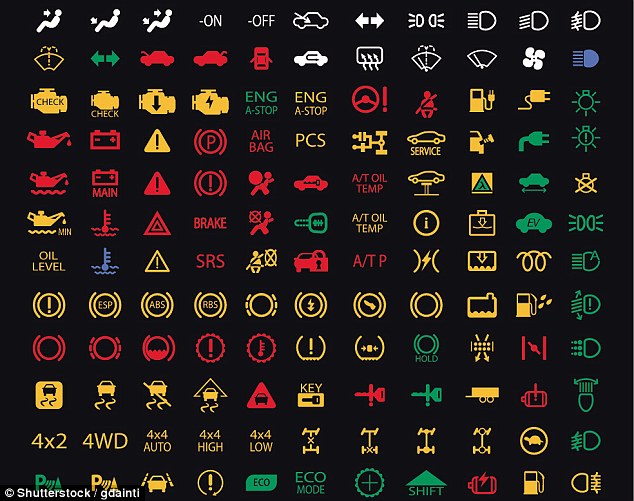 -ON
-OFF
CHECK
CHECK
ENG
A-STOP
ENG
A-STOP
!
!
P
AIR
BAG
PCS
SERVICE
!
MAIN
!
!
A/T OIL
TEMP
MIN
BRAKE
A/T OIL
TEMP
i
EV
OIL
LEVEL
!
SRS
A/T P
A
!
ESP
ABS
RBS
!
!
!
!
HOLD
KEY
4x2
4WD
4x4
AUTO
4x4
HIGH
4x4
LOW
P
P
!
ECO
ECO
MODE
SHIFT
© Shutterstock / gdainti